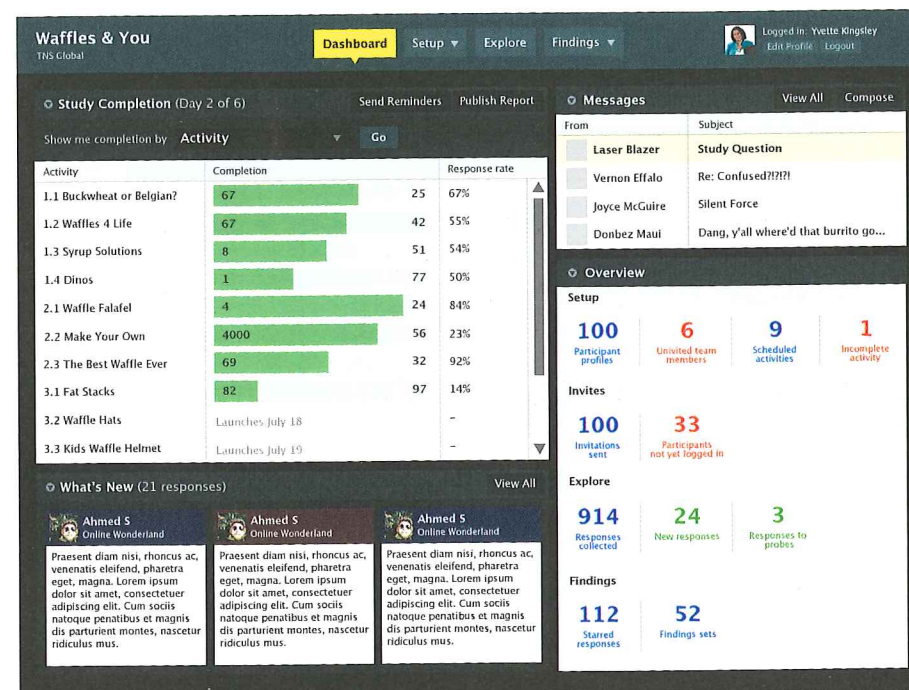 Waffles & You
TNS Global
Dashboard Setup Explore Findings
Logged in: Yvette Kingsley
Edit Profile Logout
Study Completion (Day 2 of 6) Send Reminders Publish Report
Show me completion by Activity Go
Activity Completion Response rate
1.1 Buckwheat or Belgian? 67 25 67%
1.2 Waffles 4 Life 67 42 55%
1.3 Syrup Solutions 8 51 54%
1.4 Dinos 1 77 50%
2.1 Waffle Falafel 4 24 84%
2.2 Make Your Own 4000 56 23%
2.3 The Best Waffle Ever 69 32 92%
3.1 Fat Stacks 82 97 14%
3.2 Waffle Hats Launches July 18 –
3.3 Kids Waffle Helmet Launches July 19 –
What's New (21 responses) View All
Ahmed S
Online Wonderland
Praesent diam nisi, rhoncus ac,
venenatis eleifend, pharetra
eget, magna. Lorem ipsum
dolor sit amet, consectetuer
adipiscing elit. Cum sociis
natoque penatibus et magnis
dis parturient montes, nascetur
ridiculus mus.
Ahmed S
Online Wonderland
Praesent diam nisi, rhoncus ac,
venenatis eleifend, pharetra
eget, magna. Lorem ipsum
dolor sit amet, consectetuer
adipiscing elit. Cum sociis
natoque penatibus et magnis
dis parturient montes, nascetur
ridiculus mus.
Ahmed S
Online Wonderland
Praesent diam nisi, rhoncus ac,
venenatis eleifend, pharetra
eget, magna. Lorem ipsum
dolor sit amet, consectetuer
adipiscing elit. Cum sociis
natoque penatibus et magnis
dis parturient montes, nascetur
ridiculus mus.
Messages View All Compose
From Subject
Laser Blazer Study Question
Vernon Effalo Re: Confused?!?!?!
Joyce McGuire Silent Force
Donbez Maui Dang, y'all where'd that burrito go...
Overview
Setup
100 6 9 1
Participant Univited team Scheduled Incomplete
profiles members activities activity
Invites
100 33
Invitations Participants
sent not yet logged in
Explore
914 24 3
Responses New responses Responses to
collected probes
Findings
112 52
Starred Findings sets
responses